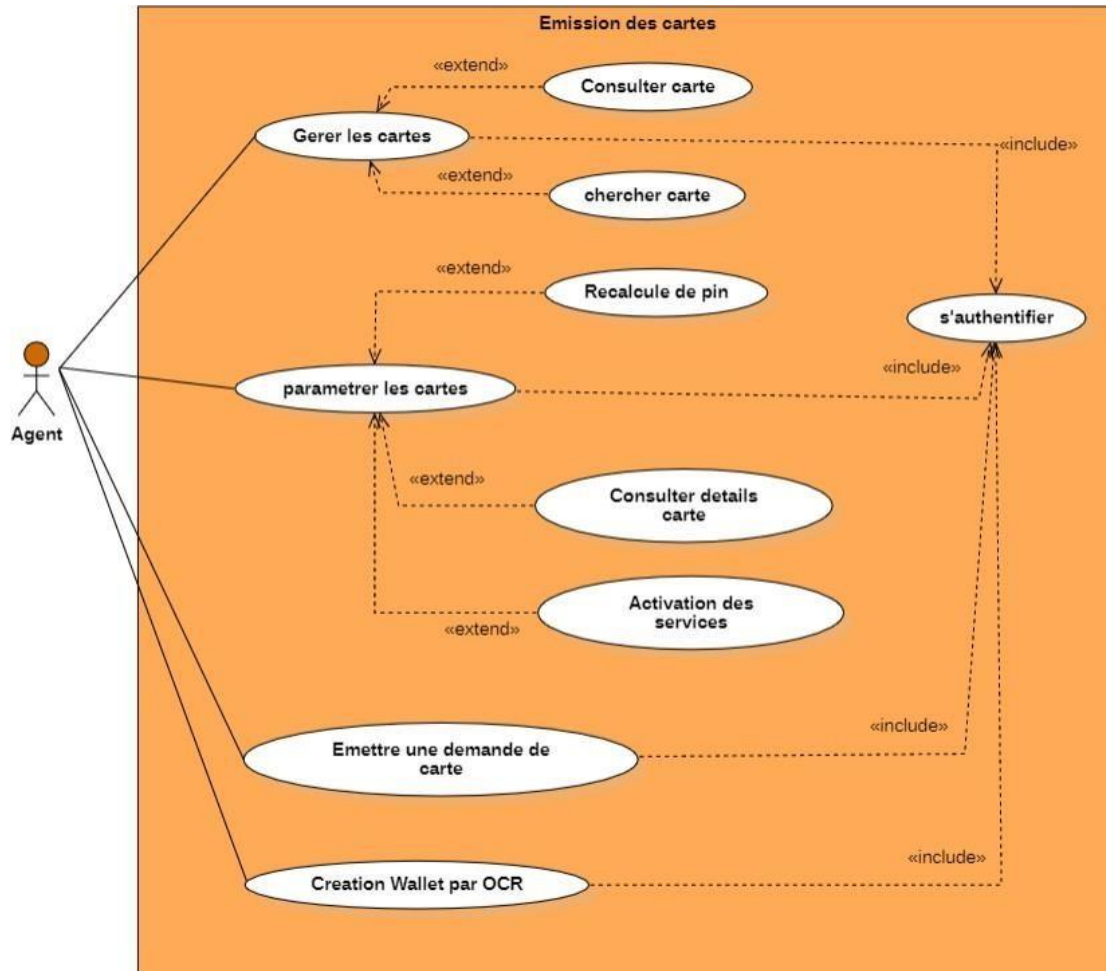 Émission des cartes
«extend»
Consulter carte
Gerer les cartes
«include»
«extend»
chercher carte
«extend»
Recalcule de pin
s'authentifier
Agent
parametrer les cartes
«include»
«extend»
Consulter details
carte
Activation des
services
«extend»
Emettre une demande de
carte
«include»
Creation Wallet par OCR
«include»